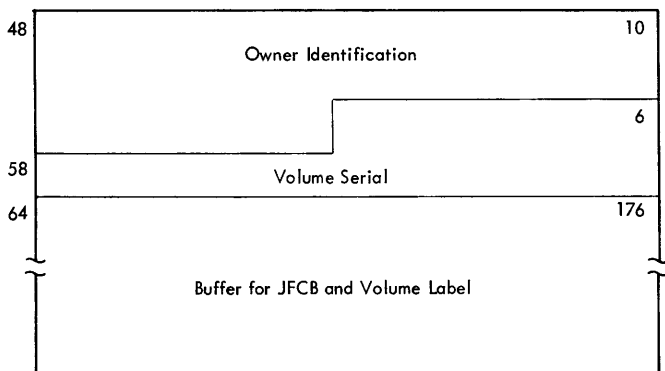 48 10
Owner Identification
6
58
Volume Serial
64 176
Buffer for JFCB and Volume Label